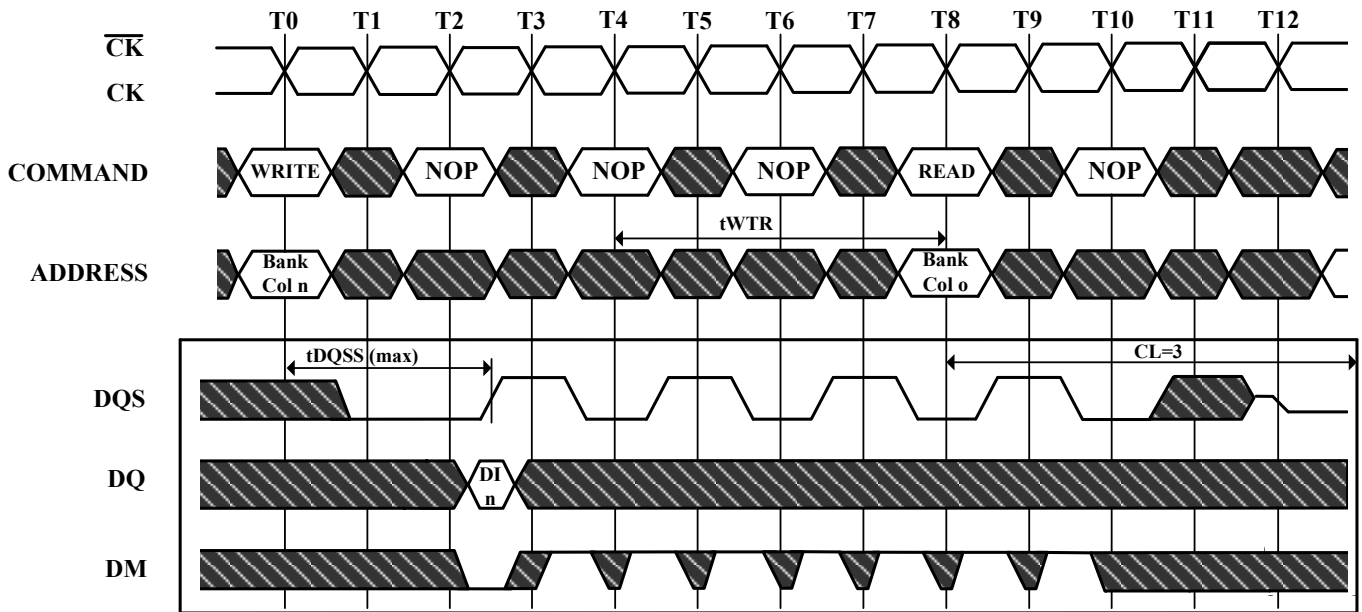 T0 T1 T2 T3 T4 T5 T6 T7 T8 T9 T10 T11 T12
CK
CK
COMMAND WRITE NOP NOP NOP READ NOP
tWTR
ADDRESS Bank Col n Bank Col o
tDQSS (max) CL=3
DQS
DQ DI n
DM